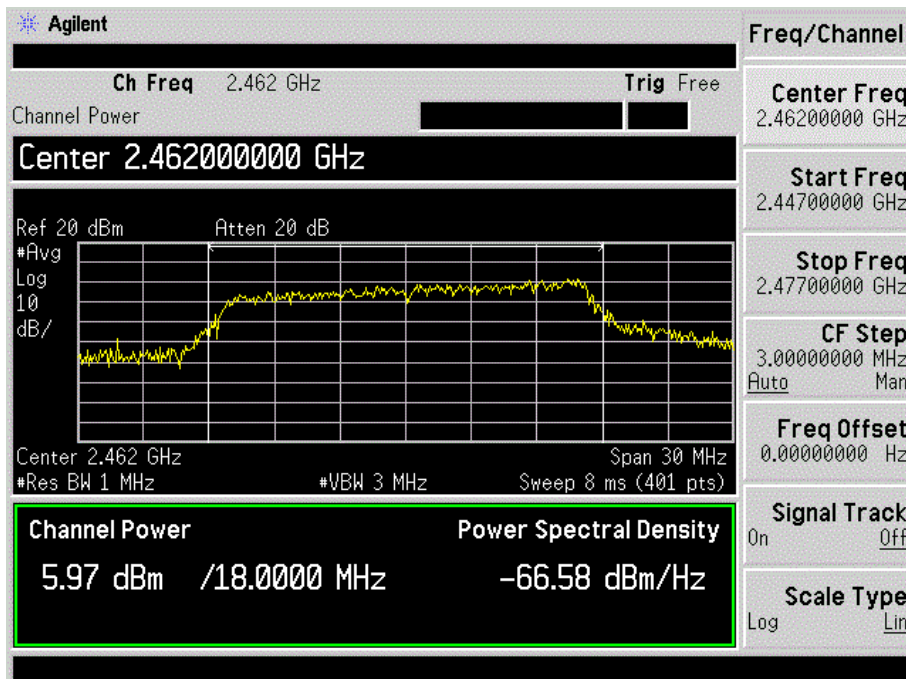 Agilent
Ch Freq 2.462 GHz Trig Free
Channel Power
Center 2.462000000 GHz
Ref 20 dBm Atten 20 dB
#Avg
Log
10
dB/
Center 2.462 GHz Span 30 MHz
#Res BW 1 MHz #VBW 3 MHz Sweep 8 ms (401 pts)
Channel Power Power Spectral Density
5.97 dBm /18.0000 MHz -66.58 dBm/Hz
Freq/Channel
Center Freq
2.46200000 GHz
Start Freq
2.44700000 GHz
Stop Freq
2.47700000 GHz
CF Step
3.00000000 MHz
Auto Man
Freq Offset
0.00000000 Hz
Signal Track
On Off
Scale Type
Log Lin